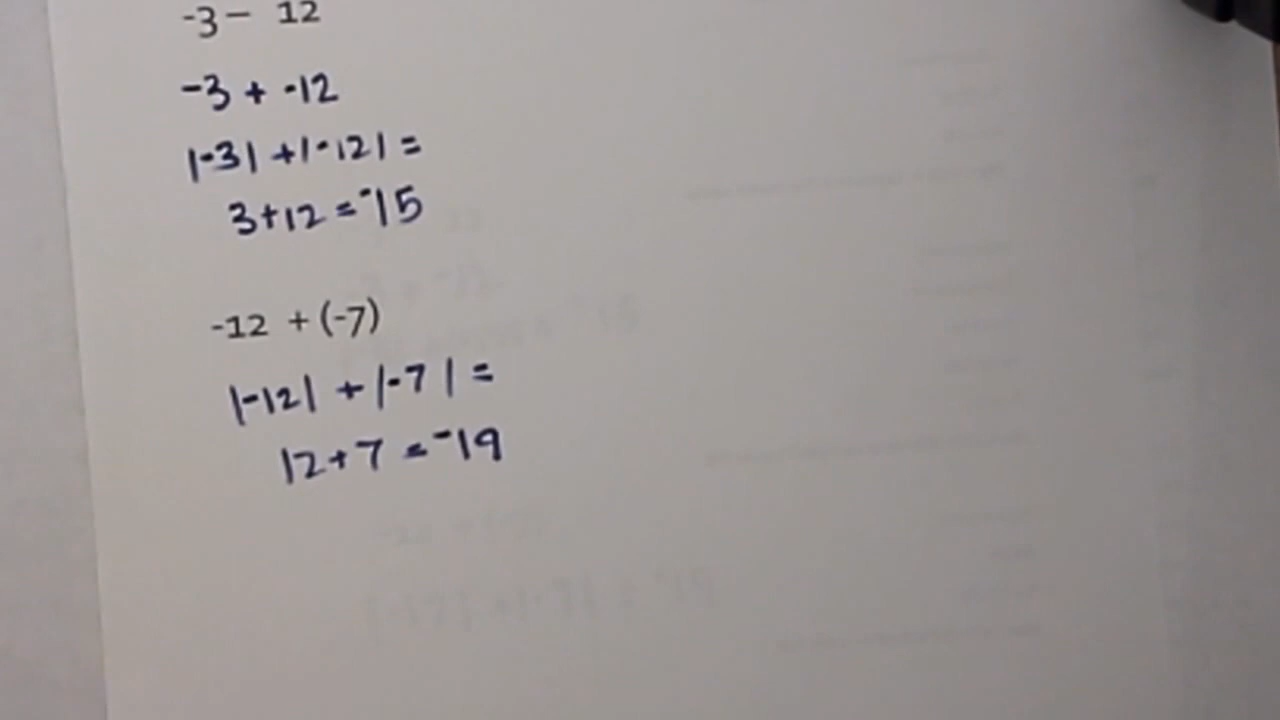 -3 - 12
-3 + -12
|-3| + |-12| =
3+12 = -15
-12 + (-7)
|-12| + |-7| =
12+7 = -19